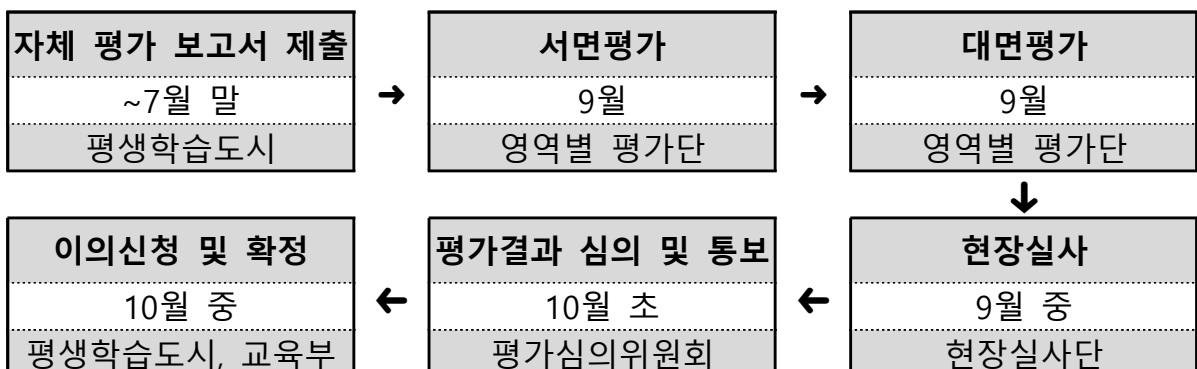 자체 평가 보고서 제출
~7월 말
평생학습도시
➔
서면평가
9월
영역별 평가단
➔
대면평가
9월
영역별 평가단
↓
현장실사
9월 중
현장실사단
←
평가결과 심의 및 통보
10월 초
평가심의위원회
←
이의신청 및 확정
10월 중
평생학습도시, 교육부